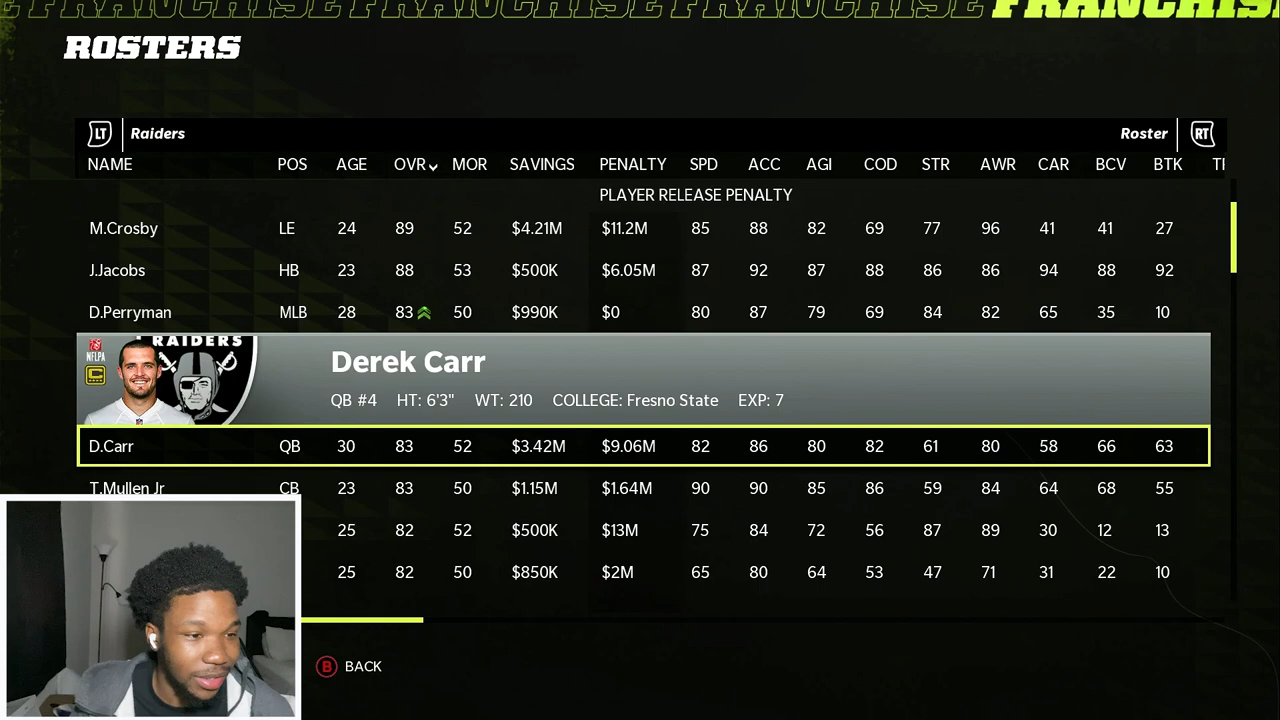 FRANCHISE FRANCHISE FRANCHISE FRANCHISE
ROSTERS
LT Raiders Roster RT
NAME POS AGE OVR MOR SAVINGS PENALTY SPD ACC AGI COD STR AWR CAR BCV BTK
PLAYER RELEASE PENALTY
M.Crosby LE 24 89 52 $4.21M $11.2M 85 88 82 69 77 96 41 41 27
J.Jacobs HB 23 88 53 $500K $6.05M 87 92 87 88 86 86 94 88 92
D.Perryman MLB 28 83 50 $990K $0 80 87 79 69 84 82 65 35 10
NFLPA
C
RAIDERS
Derek Carr
QB #4 HT: 6'3" WT: 210 COLLEGE: Fresno State EXP: 7
D.Carr QB 30 83 52 $3.42M $9.06M 82 86 80 82 61 80 58 66 63
T.Mullen Jr CB 23 83 50 $1.15M $1.64M 90 90 85 86 59 84 64 68 55
25 82 52 $500K $13M 75 84 72 56 87 89 30 12 13
25 82 50 $850K $2M 65 80 64 53 47 71 31 22 10
B BACK